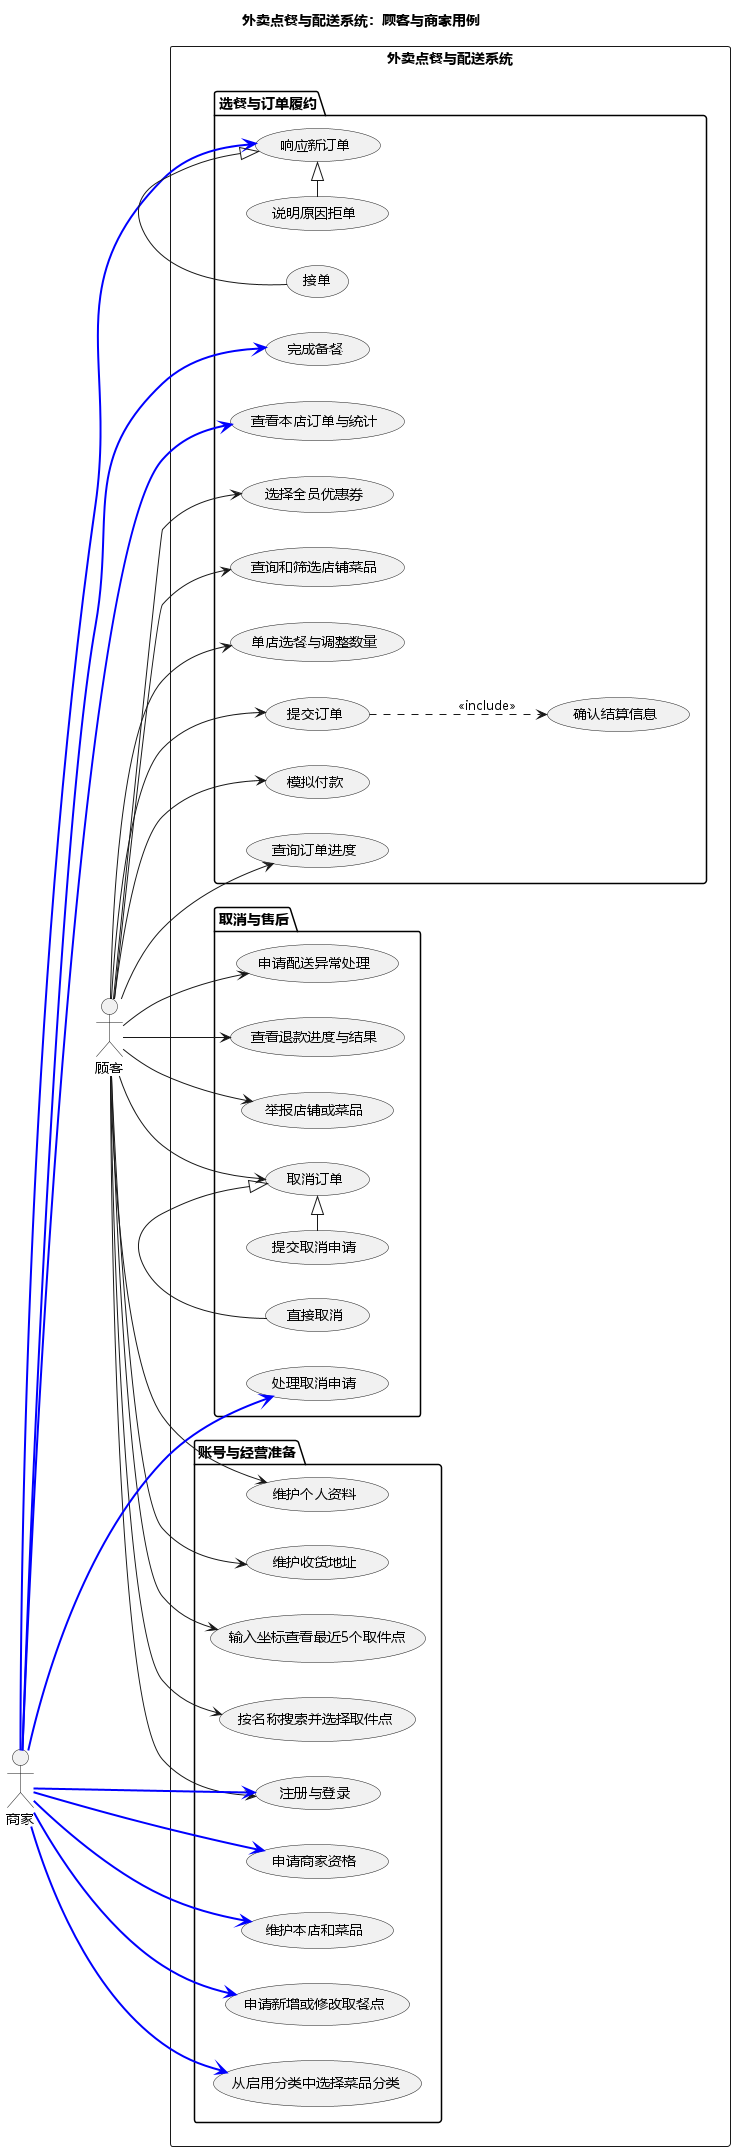 外卖点餐与配送系统：顾客与商家用例
外卖点餐与配送系统
选餐与订单履约
响应新订单
说明原因拒单
接单
完成备餐
查看本店订单与统计
选择全员优惠券
查询和筛选店铺菜品
单店选餐与调整数量
提交订单
«include»
确认结算信息
模拟付款
查询订单进度
取消与售后
申请配送异常处理
查看退款进度与结果
顾客
举报店铺或菜品
取消订单
提交取消申请
直接取消
处理取消申请
账号与经营准备
维护个人资料
维护收货地址
输入坐标查看最近5个取件点
按名称搜索并选择取件点
注册与登录
商家
申请商家资格
维护本店和菜品
申请新增或修改取餐点
从启用分类中选择菜品分类